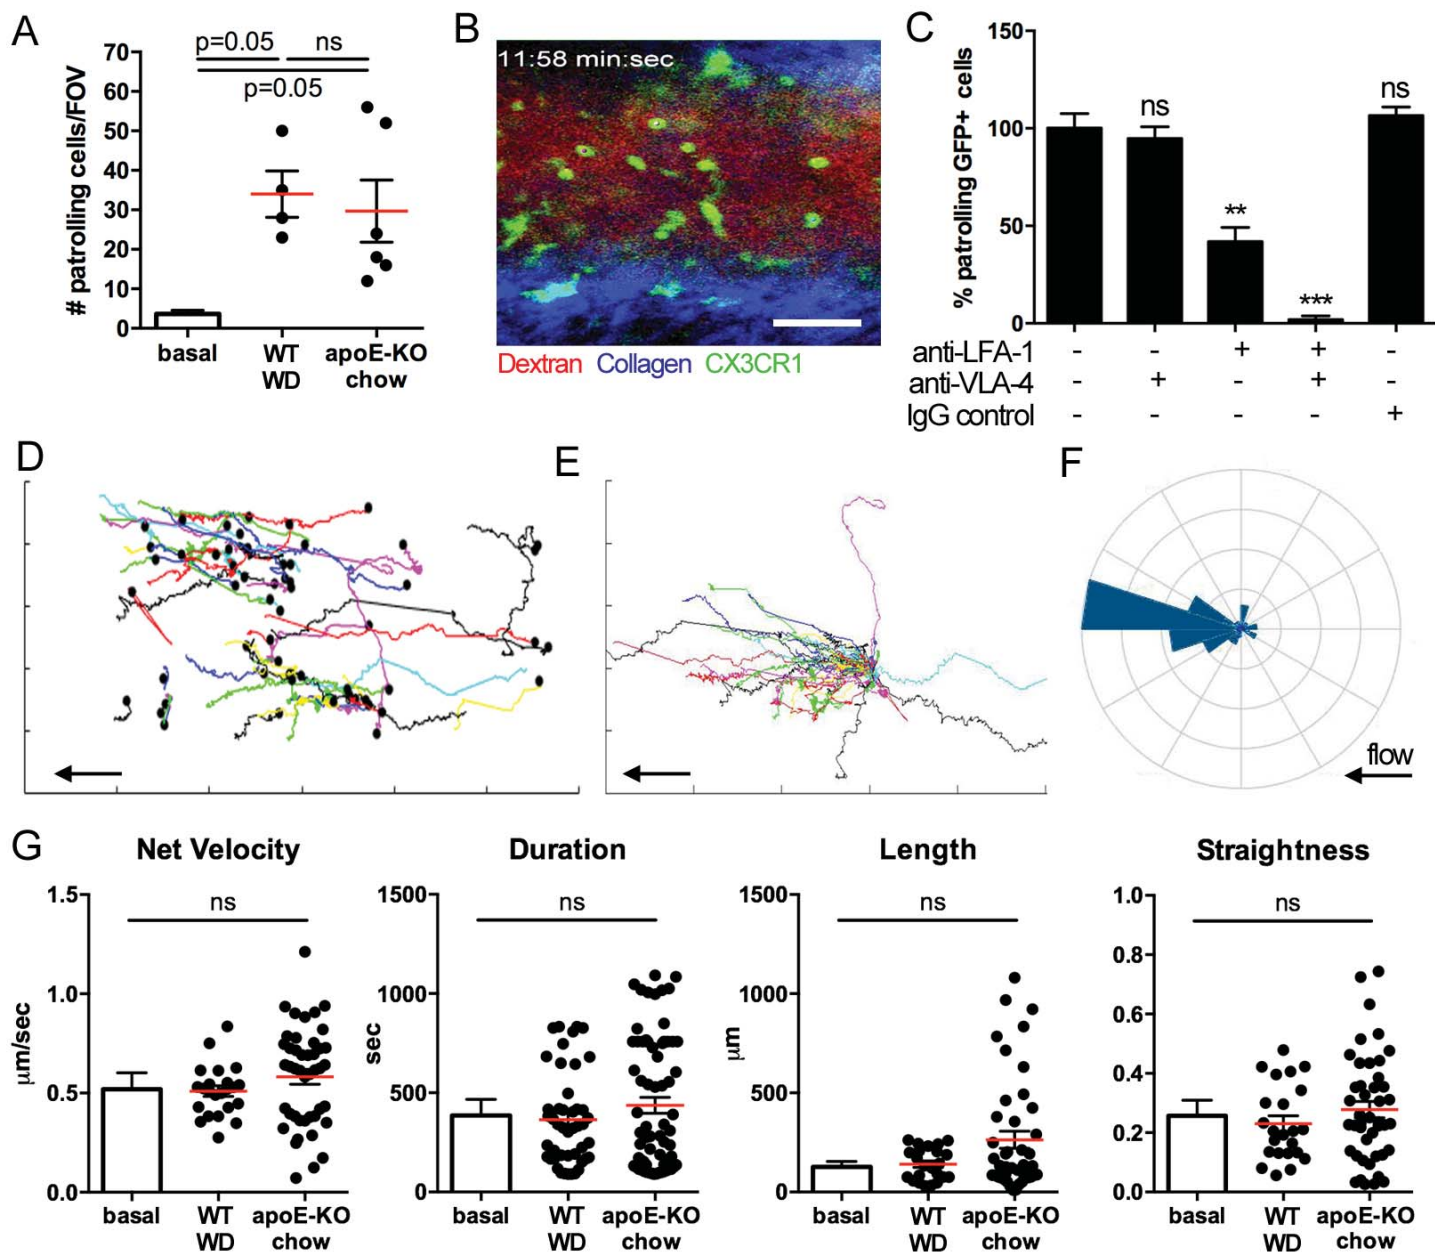 A
# patrolling cells/FOV
70
60
50
40
30
20
10
0
p=0.05
ns
p=0.05
basal
WT
WD
apoE-KO
chow
B
11:58 min:sec
Dextran Collagen CX3CR1
C
% patrolling GFP+ cells
150
100
50
0
ns
**
***
ns
anti-LFA-1 - - + + -
anti-VLA-4 - + - + -
IgG control - - - - +
D
E
F
flow
G
Net Velocity
μm/sec
1.5
1.0
0.5
0.0
ns
basal
WT
WD
apoE-KO
chow
Duration
sec
1500
1000
500
0
ns
basal
WT
WD
apoE-KO
chow
Length
μm
1500
1000
500
0
ns
basal
WT
WD
apoE-KO
chow
Straightness
1.0
0.8
0.6
0.4
0.2
0.0
ns
basal
WT
WD
apoE-KO
chow